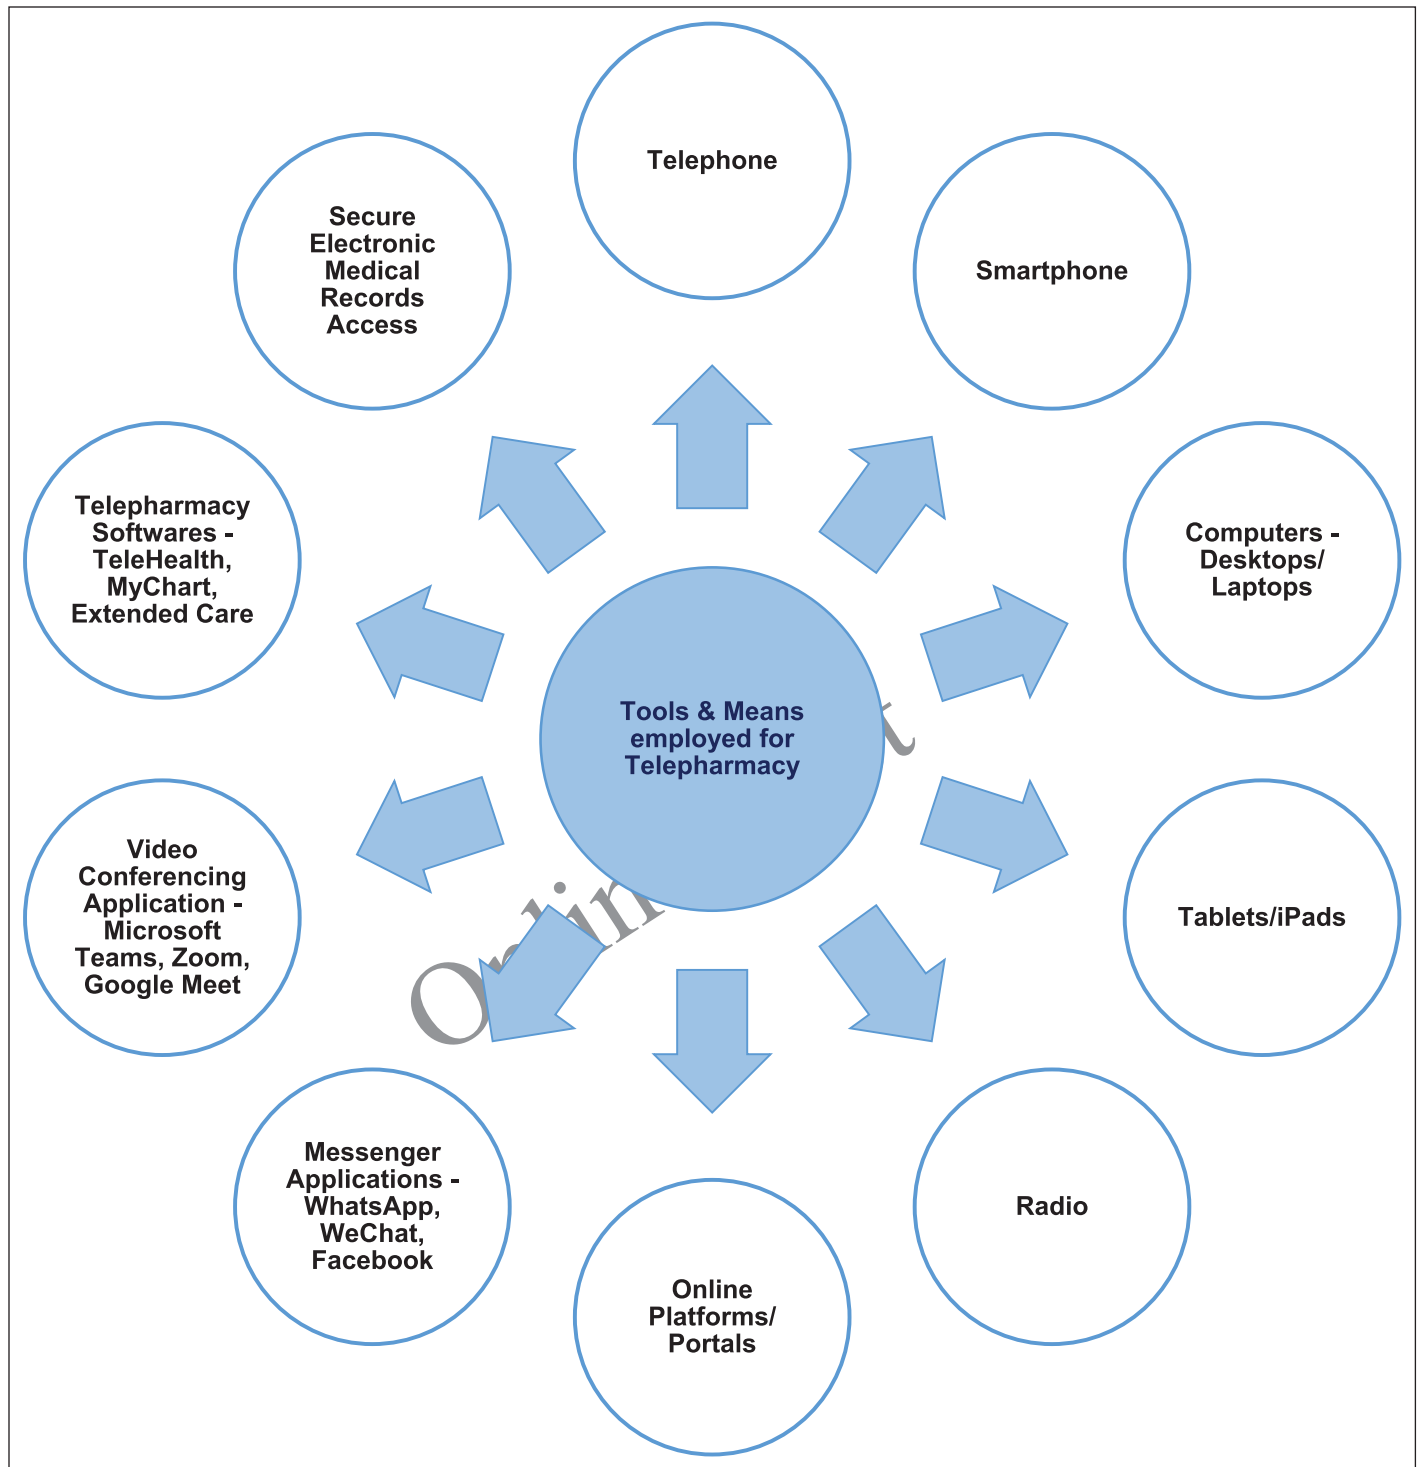 Telephone
Smartphone
Computers -
Desktops/
Laptops
Tablets/iPads
Radio
Online
Platforms/
Portals
Messenger
Applications -
WhatsApp,
WeChat,
Facebook
Video
Conferencing
Application -
Microsoft
Teams, Zoom,
Google Meet
Telepharmacy
Softwares -
TeleHealth,
MyChart,
Extended Care
Secure
Electronic
Medical
Records
Access
Tools & Means
employed for
Telepharmacy